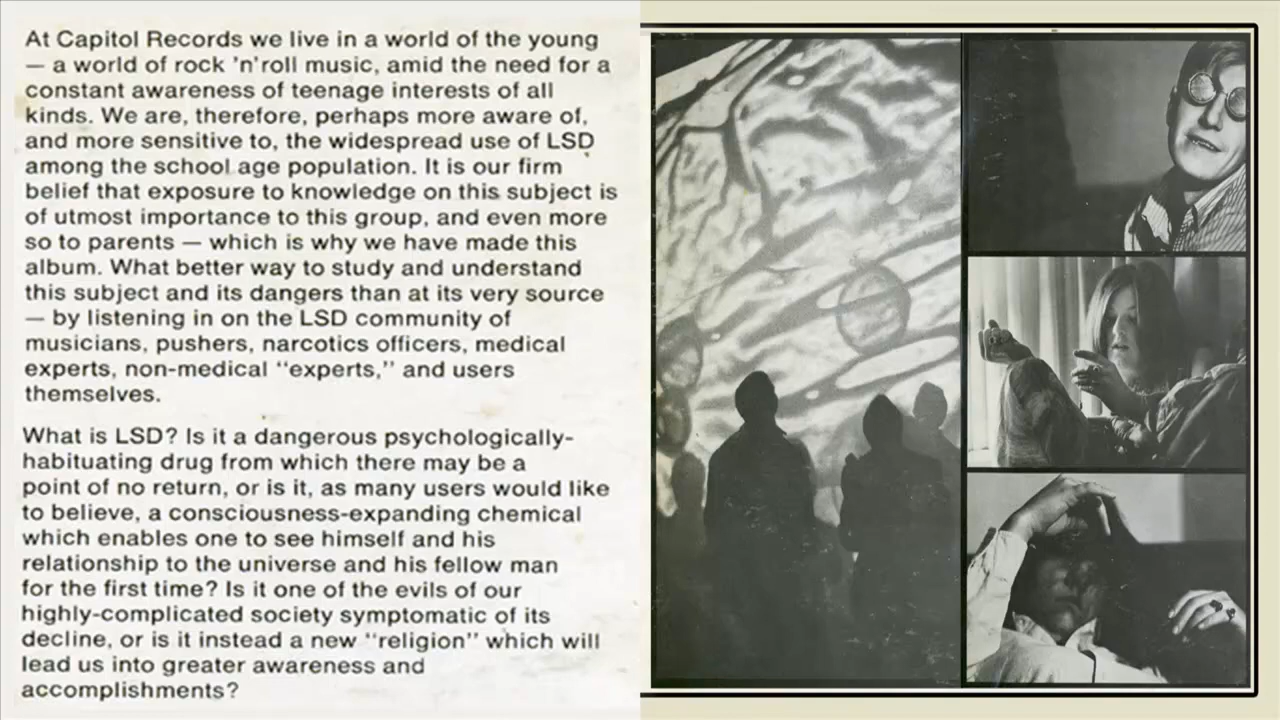 At Capitol Records we live in a world of the young
— a world of rock 'n'roll music, amid the need for a
constant awareness of teenage interests of all
kinds. We are, therefore, perhaps more aware of,
and more sensitive to, the widespread use of LSD
among the school age population. It is our firm
belief that exposure to knowledge on this subject is
of utmost importance to this group, and even more
so to parents — which is why we have made this
album. What better way to study and understand
this subject and its dangers than at its very source
— by listening in on the LSD community of
musicians, pushers, narcotics officers, medical
experts, non-medical "experts," and users
themselves.
What is LSD? Is it a dangerous psychologically-
habituating drug from which there may be a
point of no return, or is it, as many users would like
to believe, a consciousness-expanding chemical
which enables one to see himself and his
relationship to the universe and his fellow man
for the first time? Is it one of the evils of our
highly-complicated society symptomatic of its
decline, or is it instead a new "religion" which will
lead us into greater awareness and
accomplishments?